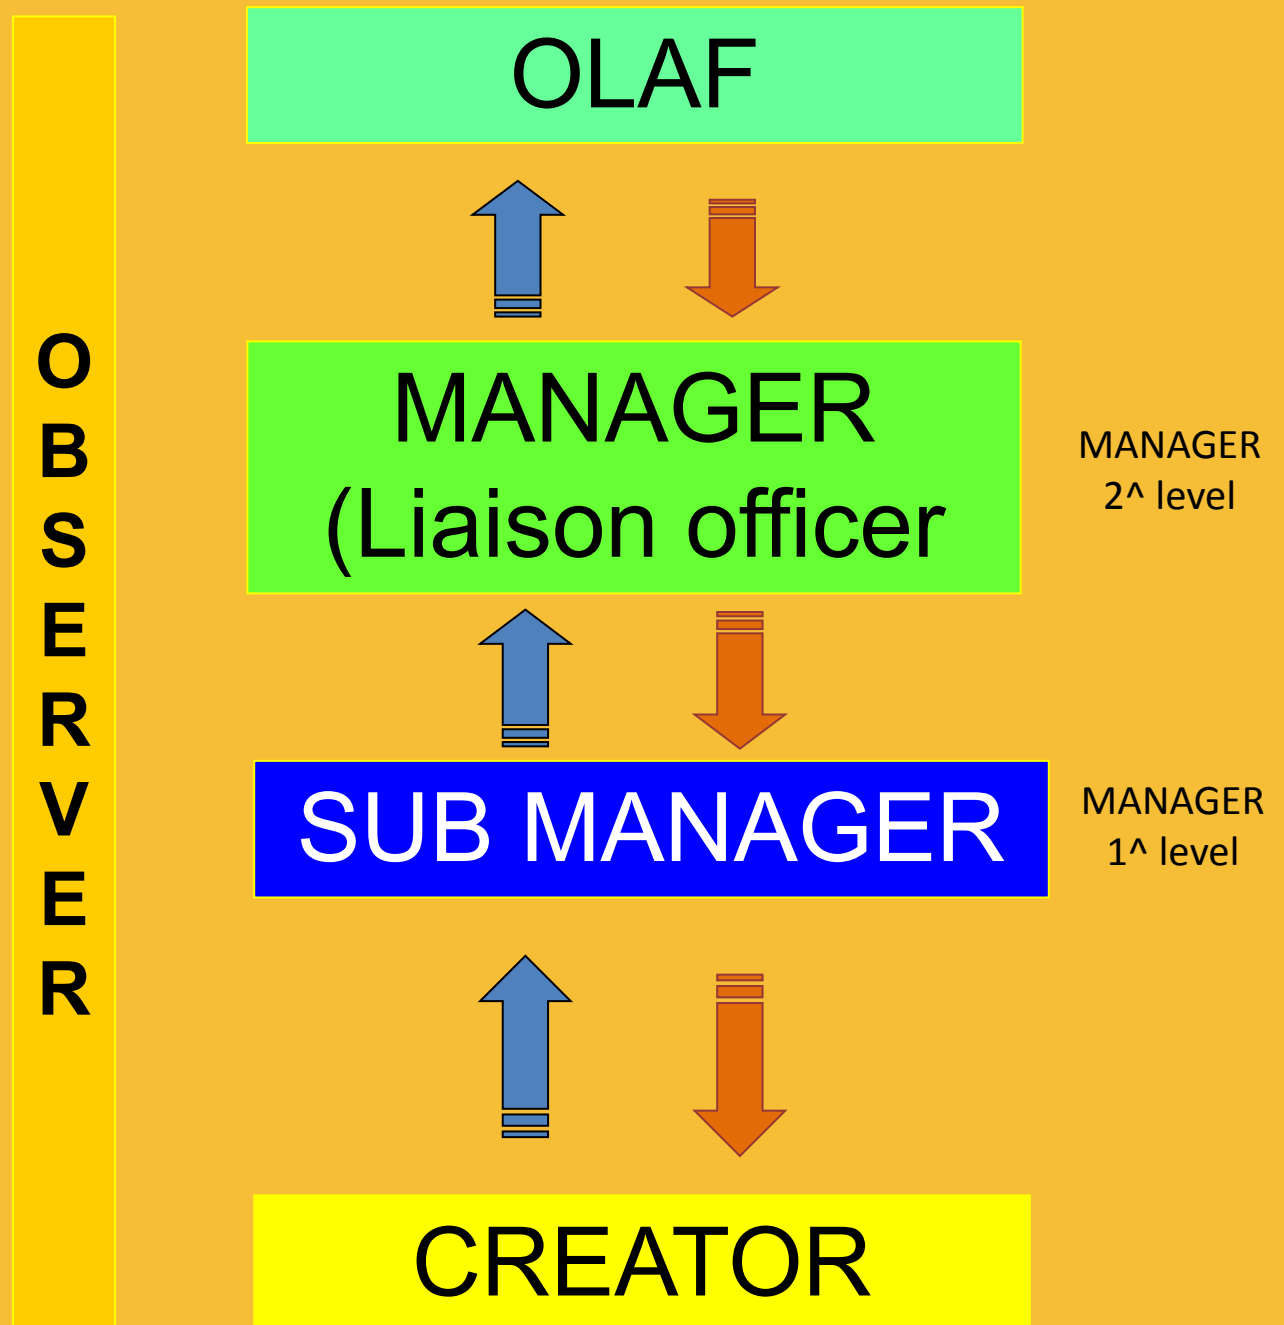 OLAF
MANAGER
(Liaison officer
MANAGER
2^ level
SUB MANAGER
MANAGER
1^ level
CREATOR
O
B
S
E
R
V
E
R